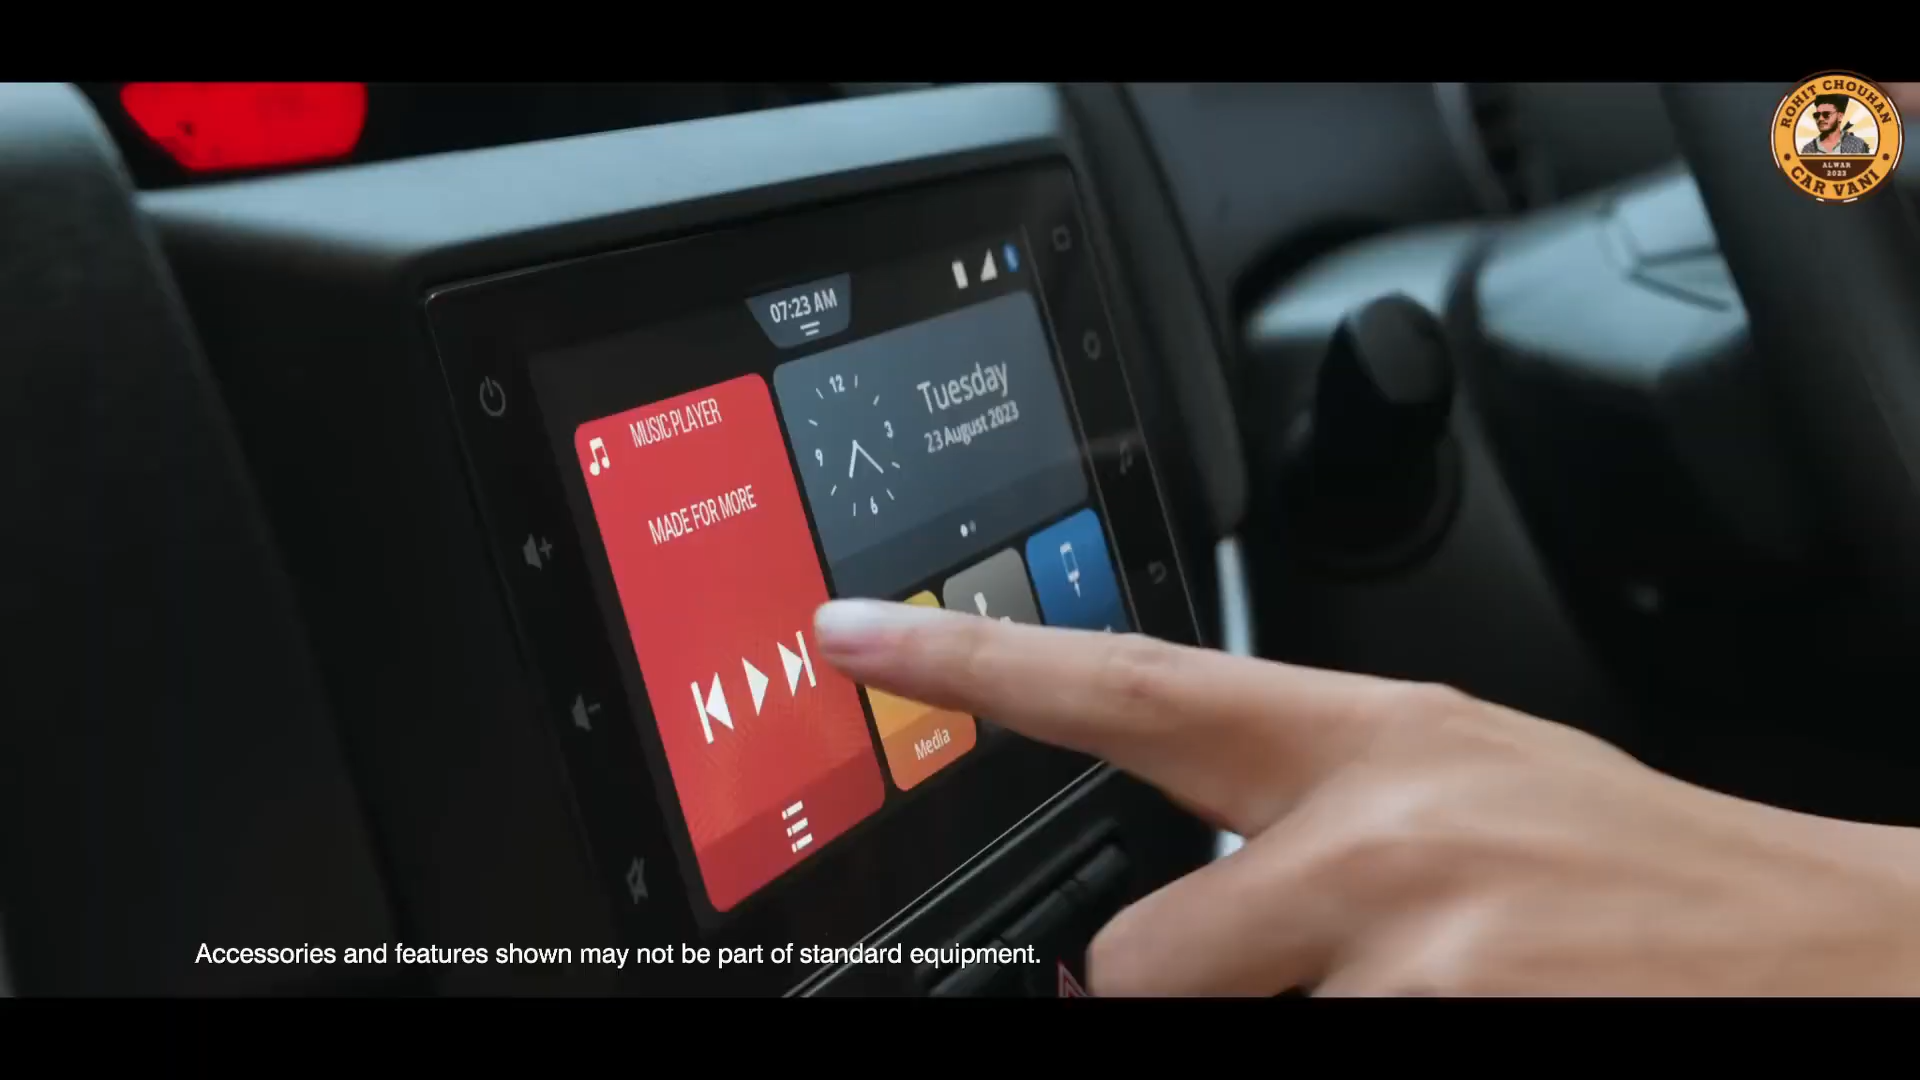 ROHIT CHOUHAN
ALWAR
2023
CAR VANI
07:23 AM
MUSIC PLAYER
MADE FOR MORE
12
3
6
9
Tuesday
23 August 2023
Media
Accessories and features shown may not be part of standard equipment.